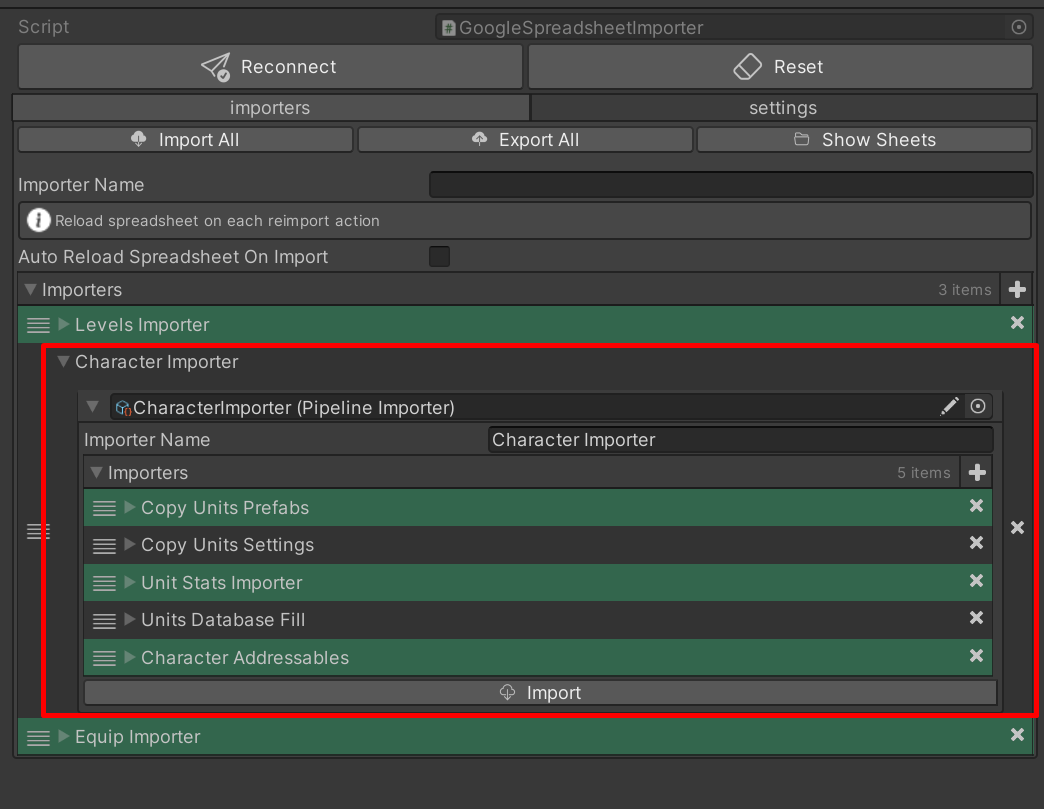 Script GoogleSpreadsheetImporter
Reconnect Reset
importers settings
Import All Export All Show Sheets
Importer Name
Reload spreadsheet on each reimport action
Auto Reload Spreadsheet On Import
Importers 3 items
Levels Importer
Character Importer
CharacterImporter (Pipeline Importer)
Importer Name Character Importer
Importers 5 items
Copy Units Prefabs
Copy Units Settings
Unit Stats Importer
Units Database Fill
Character Addressables
Import
Equip Importer